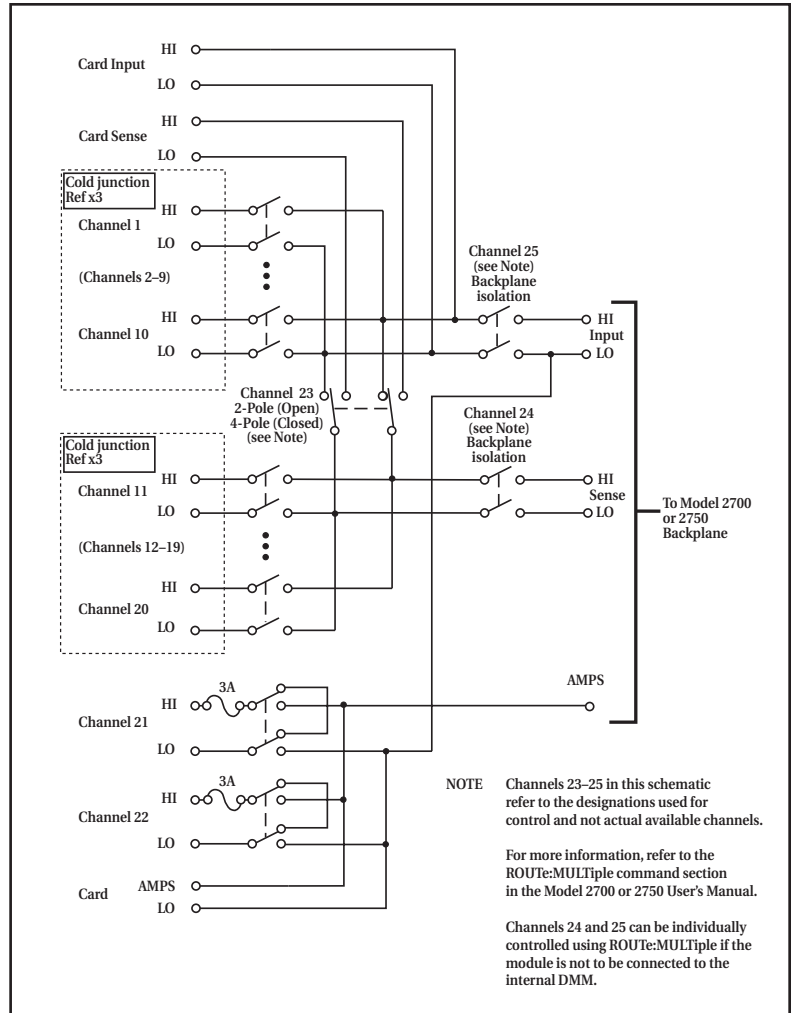 HI
Card Input
LO
HI
Card Sense
LO
Cold junction
Ref x3
HI
Channel 1
LO
(Channels 2–9)
HI
Channel 10
LO
Channel 25
(see Note)
Backplane
isolation
HI
Input
LO
Channel 23
2-Pole (Open)
4-Pole (Closed)
(see Note)
Channel 24
(see Note)
Backplane
isolation
Cold junction
Ref x3
HI
Channel 11
LO
(Channels 12–19)
HI
Channel 20
LO
HI
Sense
LO
To Model 2700
or 2750
Backplane
AMPS
3A
HI
Channel 21
LO
3A
HI
Channel 22
LO
Card
AMPS
LO
NOTE Channels 23–25 in this schematic
refer to the designations used for
control and not actual available channels.
For more information, refer to the
ROUTe:MULTiple command section
in the Model 2700 or 2750 User's Manual.
Channels 24 and 25 can be individually
controlled using ROUTe:MULTiple if the
module is not to be connected to the
internal DMM.